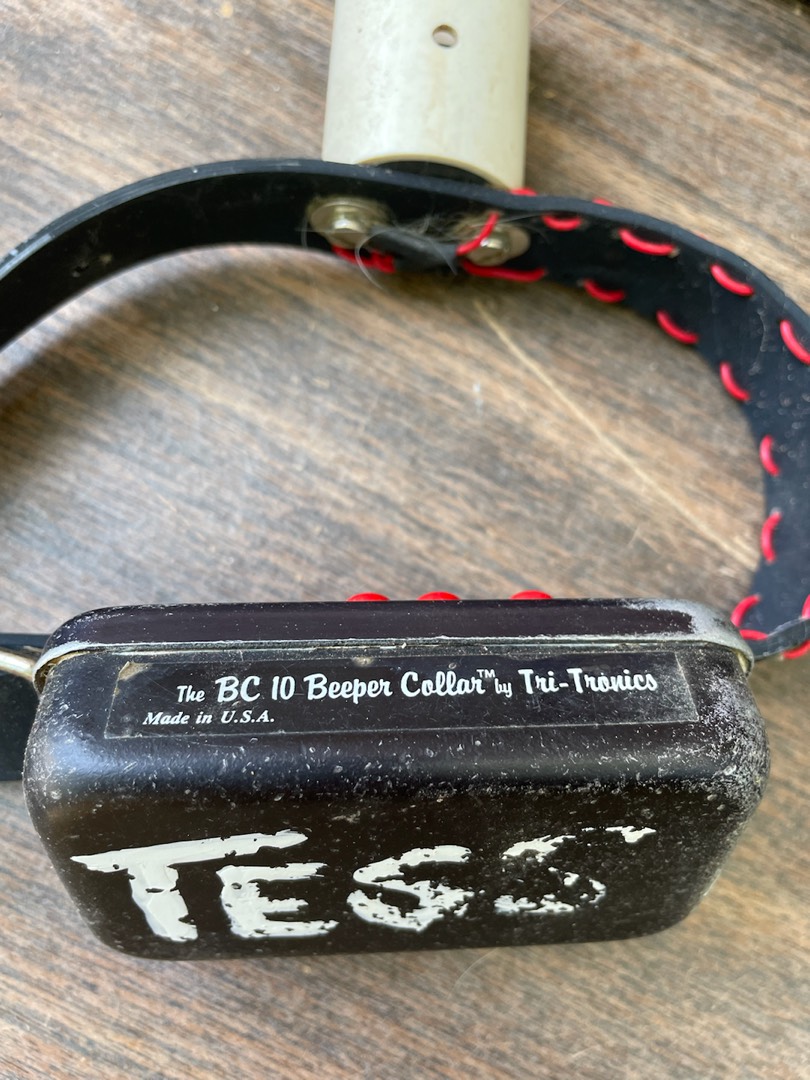 The BC 10 Beeper Collar™ by Tri-Tronics
Made in U.S.A.
TESS